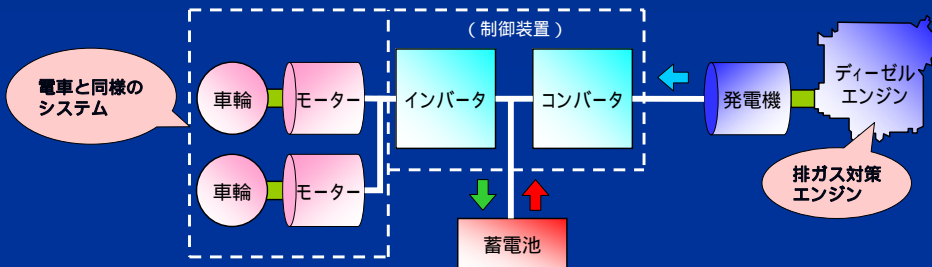 （制御装置）
電車と同様の
システム
車輪
モーター
インバータ
コンバータ
発電機
ディーゼル
エンジン
車輪
モーター
排ガス対策
エンジン
蓄電池